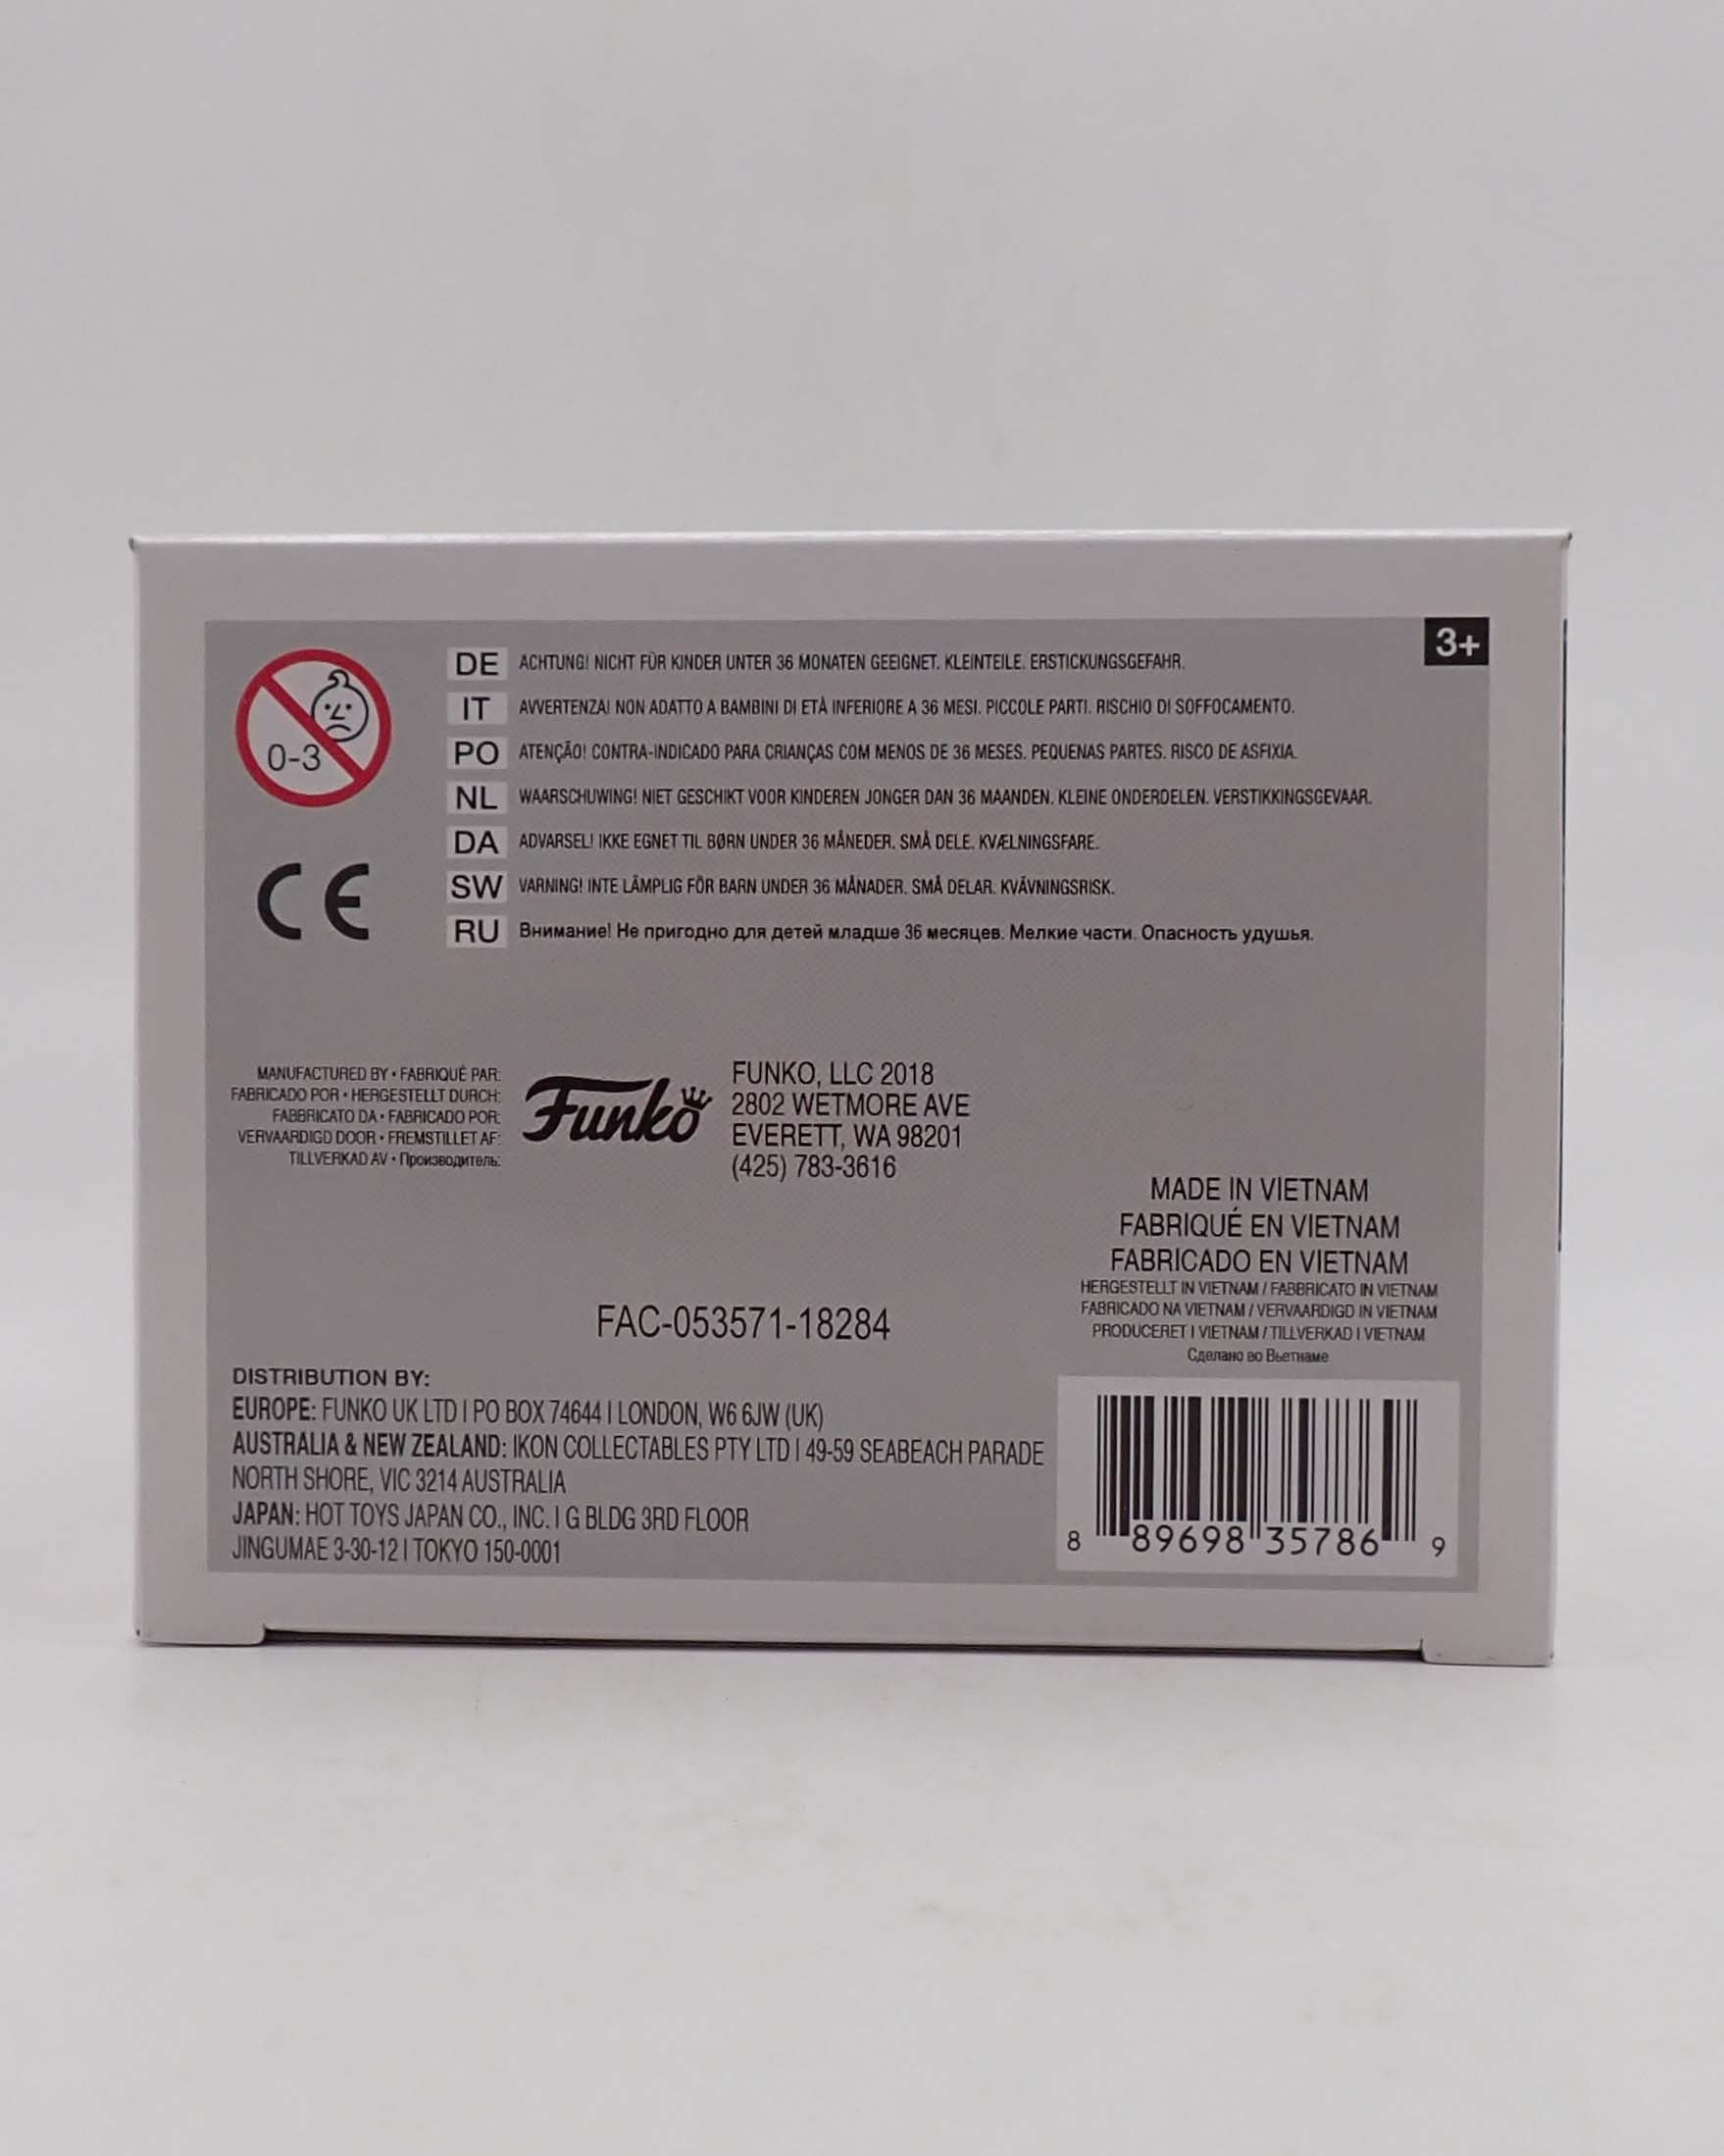 3+
0-3
CE
DE ACHTUNG! NICHT FÜR KINDER UNTER 36 MONATEN GEEIGNET. KLEINTEILE. ERSTICKUNGSGEFAHR.
IT AVVERTENZA! NON ADATTO A BAMBINI DI ETÀ INFERIORE A 36 MESI. PICCOLE PARTI. RISCHIO DI SOFFOCAMENTO.
PO ATENÇÃO! CONTRA-INDICADO PARA CRIANÇAS COM MENOS DE 36 MESES. PEQUENAS PARTES. RISCO DE ASFIXIA.
NL WAARSCHUWING! NIET GESCHIKT VOOR KINDEREN JONGER DAN 36 MAANDEN. KLEINE ONDERDELEN. VERSTIKKINGSGEVAAR.
DA ADVARSEL! IKKE EGNET TIL BØRN UNDER 36 MÅNEDER. SMÅ DELE. KVÆLNINGSFARE.
SW VARNING! INTE LÄMPLIG FÖR BARN UNDER 36 MÅNADER. SMÅ DELAR. KVÄVNINGSRISK.
RU Внимание! Не пригодно для детей младше 36 месяцев. Мелкие части. Опасность удушья.
MANUFACTURED BY • FABRIQUÉ PAR:
FABRICADO POR • HERGESTELLT DURCH:
FABBRICATO DA • FABRICADO POR:
VERVAARDIGD DOOR • FREMSTILLET AF:
TILLVERKAD AV • Производитель:
Funko
FUNKO, LLC 2018
2802 WETMORE AVE
EVERETT, WA 98201
(425) 783-3616
MADE IN VIETNAM
FABRIQUÉ EN VIETNAM
FABRICADO EN VIETNAM
HERGESTELLT IN VIETNAM / FABBRICATO IN VIETNAM
FABRICADO NA VIETNAM / VERVAARDIGD IN VIETNAM
PRODUCERET I VIETNAM / TILLVERKAD I VIETNAM
Сделано во Вьетнаме
FAC-053571-18284
DISTRIBUTION BY:
EUROPE: FUNKO UK LTD | PO BOX 74644 | LONDON, W6 6JW (UK)
AUSTRALIA & NEW ZEALAND: IKON COLLECTABLES PTY LTD | 49-59 SEABEACH PARADE
NORTH SHORE, VIC 3214 AUSTRALIA
JAPAN: HOT TOYS JAPAN CO., INC. | G BLDG 3RD FLOOR
JINGUMAE 3-30-12 | TOKYO 150-0001
8 89698 35786 9